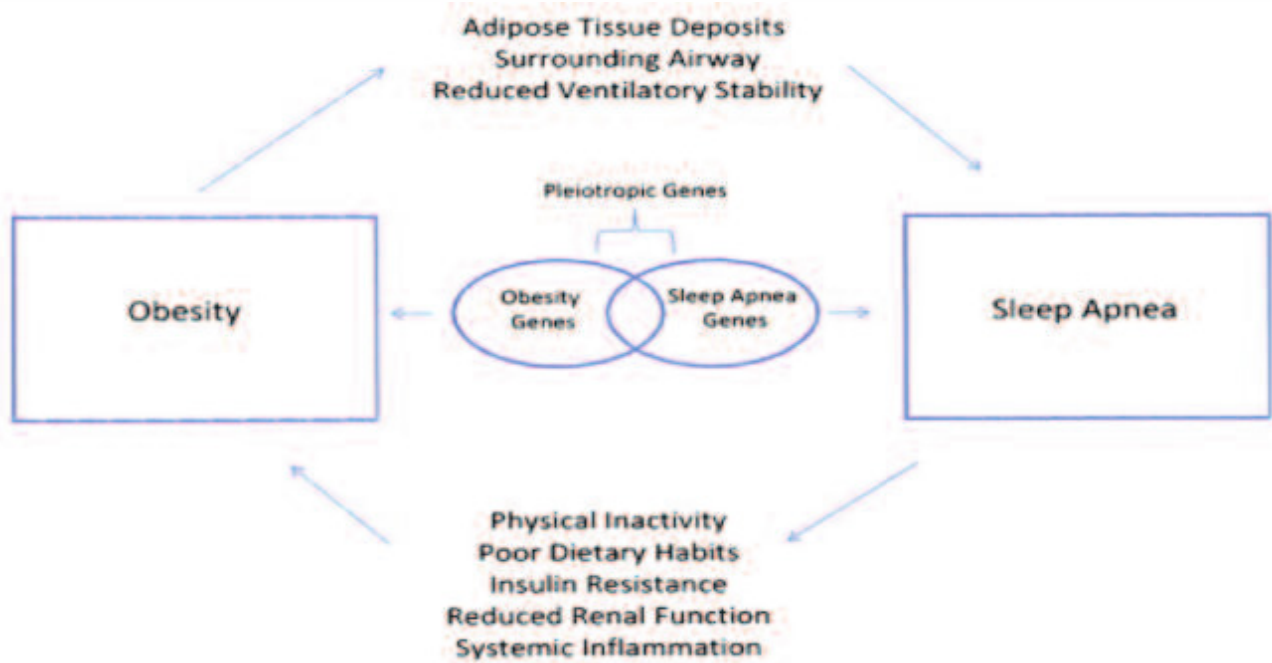 Adipose Tissue Deposits
Surrounding Airway
Reduced Ventilatory Stability
Pleiotropic Genes
Obesity
Obesity
Genes
Sleep Apnea
Genes
Sleep Apnea
Physical Inactivity
Poor Dietary Habits
Insulin Resistance
Reduced Renal Function
Systemic Inflammation